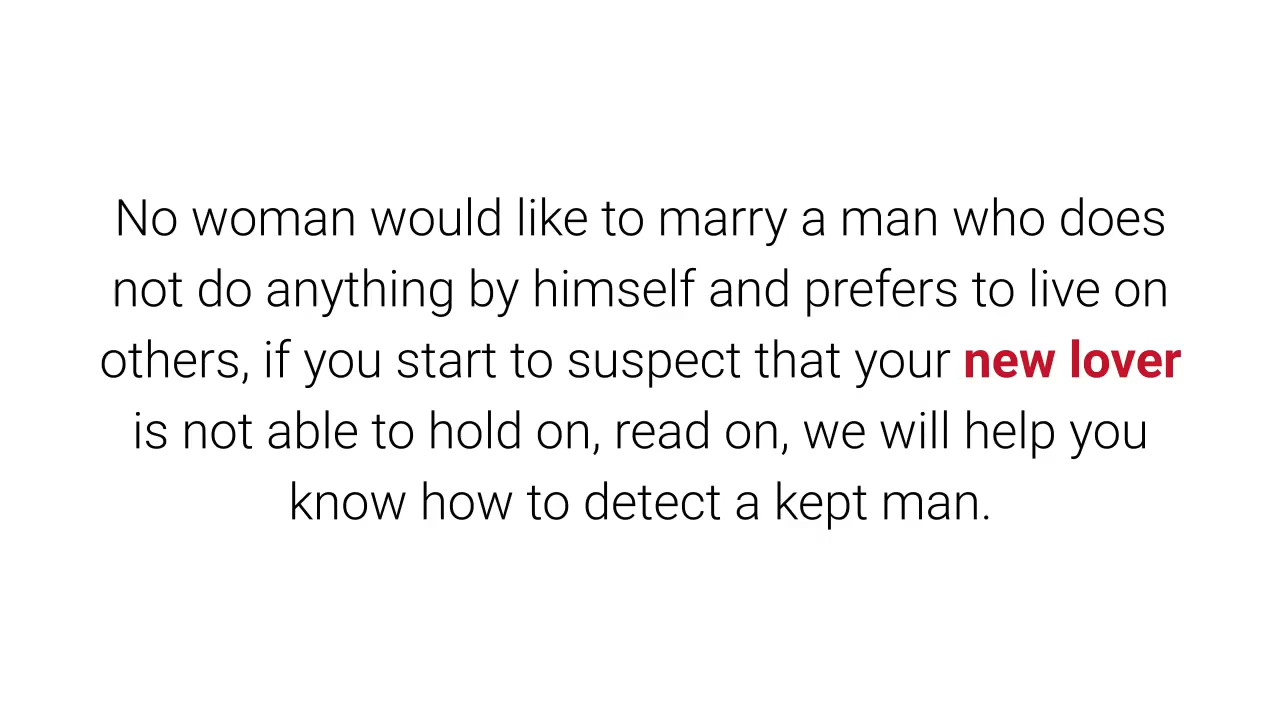 No woman would like to marry a man who does
not do anything by himself and prefers to live on
others, if you start to suspect that your new lover
is not able to hold on, read on, we will help you
know how to detect a kept man.